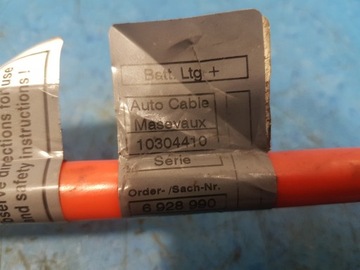 Batt. Ltg +
Auto Cable
Masevaux
10304410
Serie
Order- /Sach-Nr.
6 928 990
observe directions for use
and safety instructions !